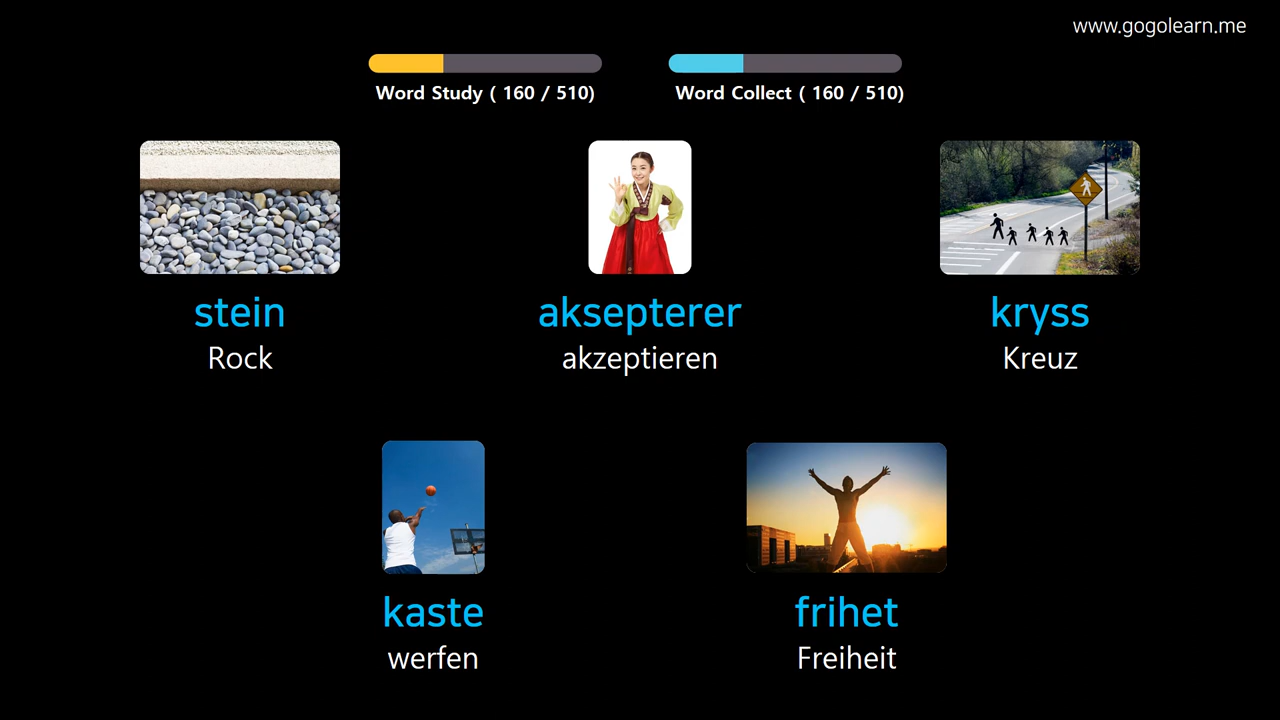 www.gogolearn.me
Word Study ( 160 / 510)
Word Collect ( 160 / 510)
stein
Rock
aksepterer
akzeptieren
kryss
Kreuz
kaste
werfen
frihet
Freiheit